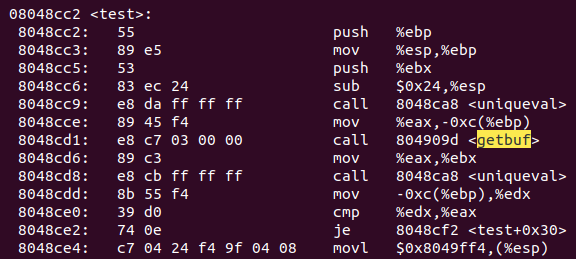 08048cc2 <test>:
8048cc2: 55 push %ebp
8048cc3: 89 e5 mov %esp,%ebp
8048cc5: 53 push %ebx
8048cc6: 83 ec 24 sub $0x24,%esp
8048cc9: e8 da ff ff ff call 8048ca8 <uniqueval>
8048cce: 89 45 f4 mov %eax,-0xc(%ebp)
8048cd1: e8 c7 03 00 00 call 804909d <getbuf>
8048cd6: 89 c3 mov %eax,%ebx
8048cd8: e8 cb ff ff ff call 8048ca8 <uniqueval>
8048cdd: 8b 55 f4 mov -0xc(%ebp),%edx
8048ce0: 39 d0 cmp %edx,%eax
8048ce2: 74 0e je 8048cf2 <test+0x30>
8048ce4: c7 04 24 f4 9f 04 08 movl $0x8049ff4,(%esp)